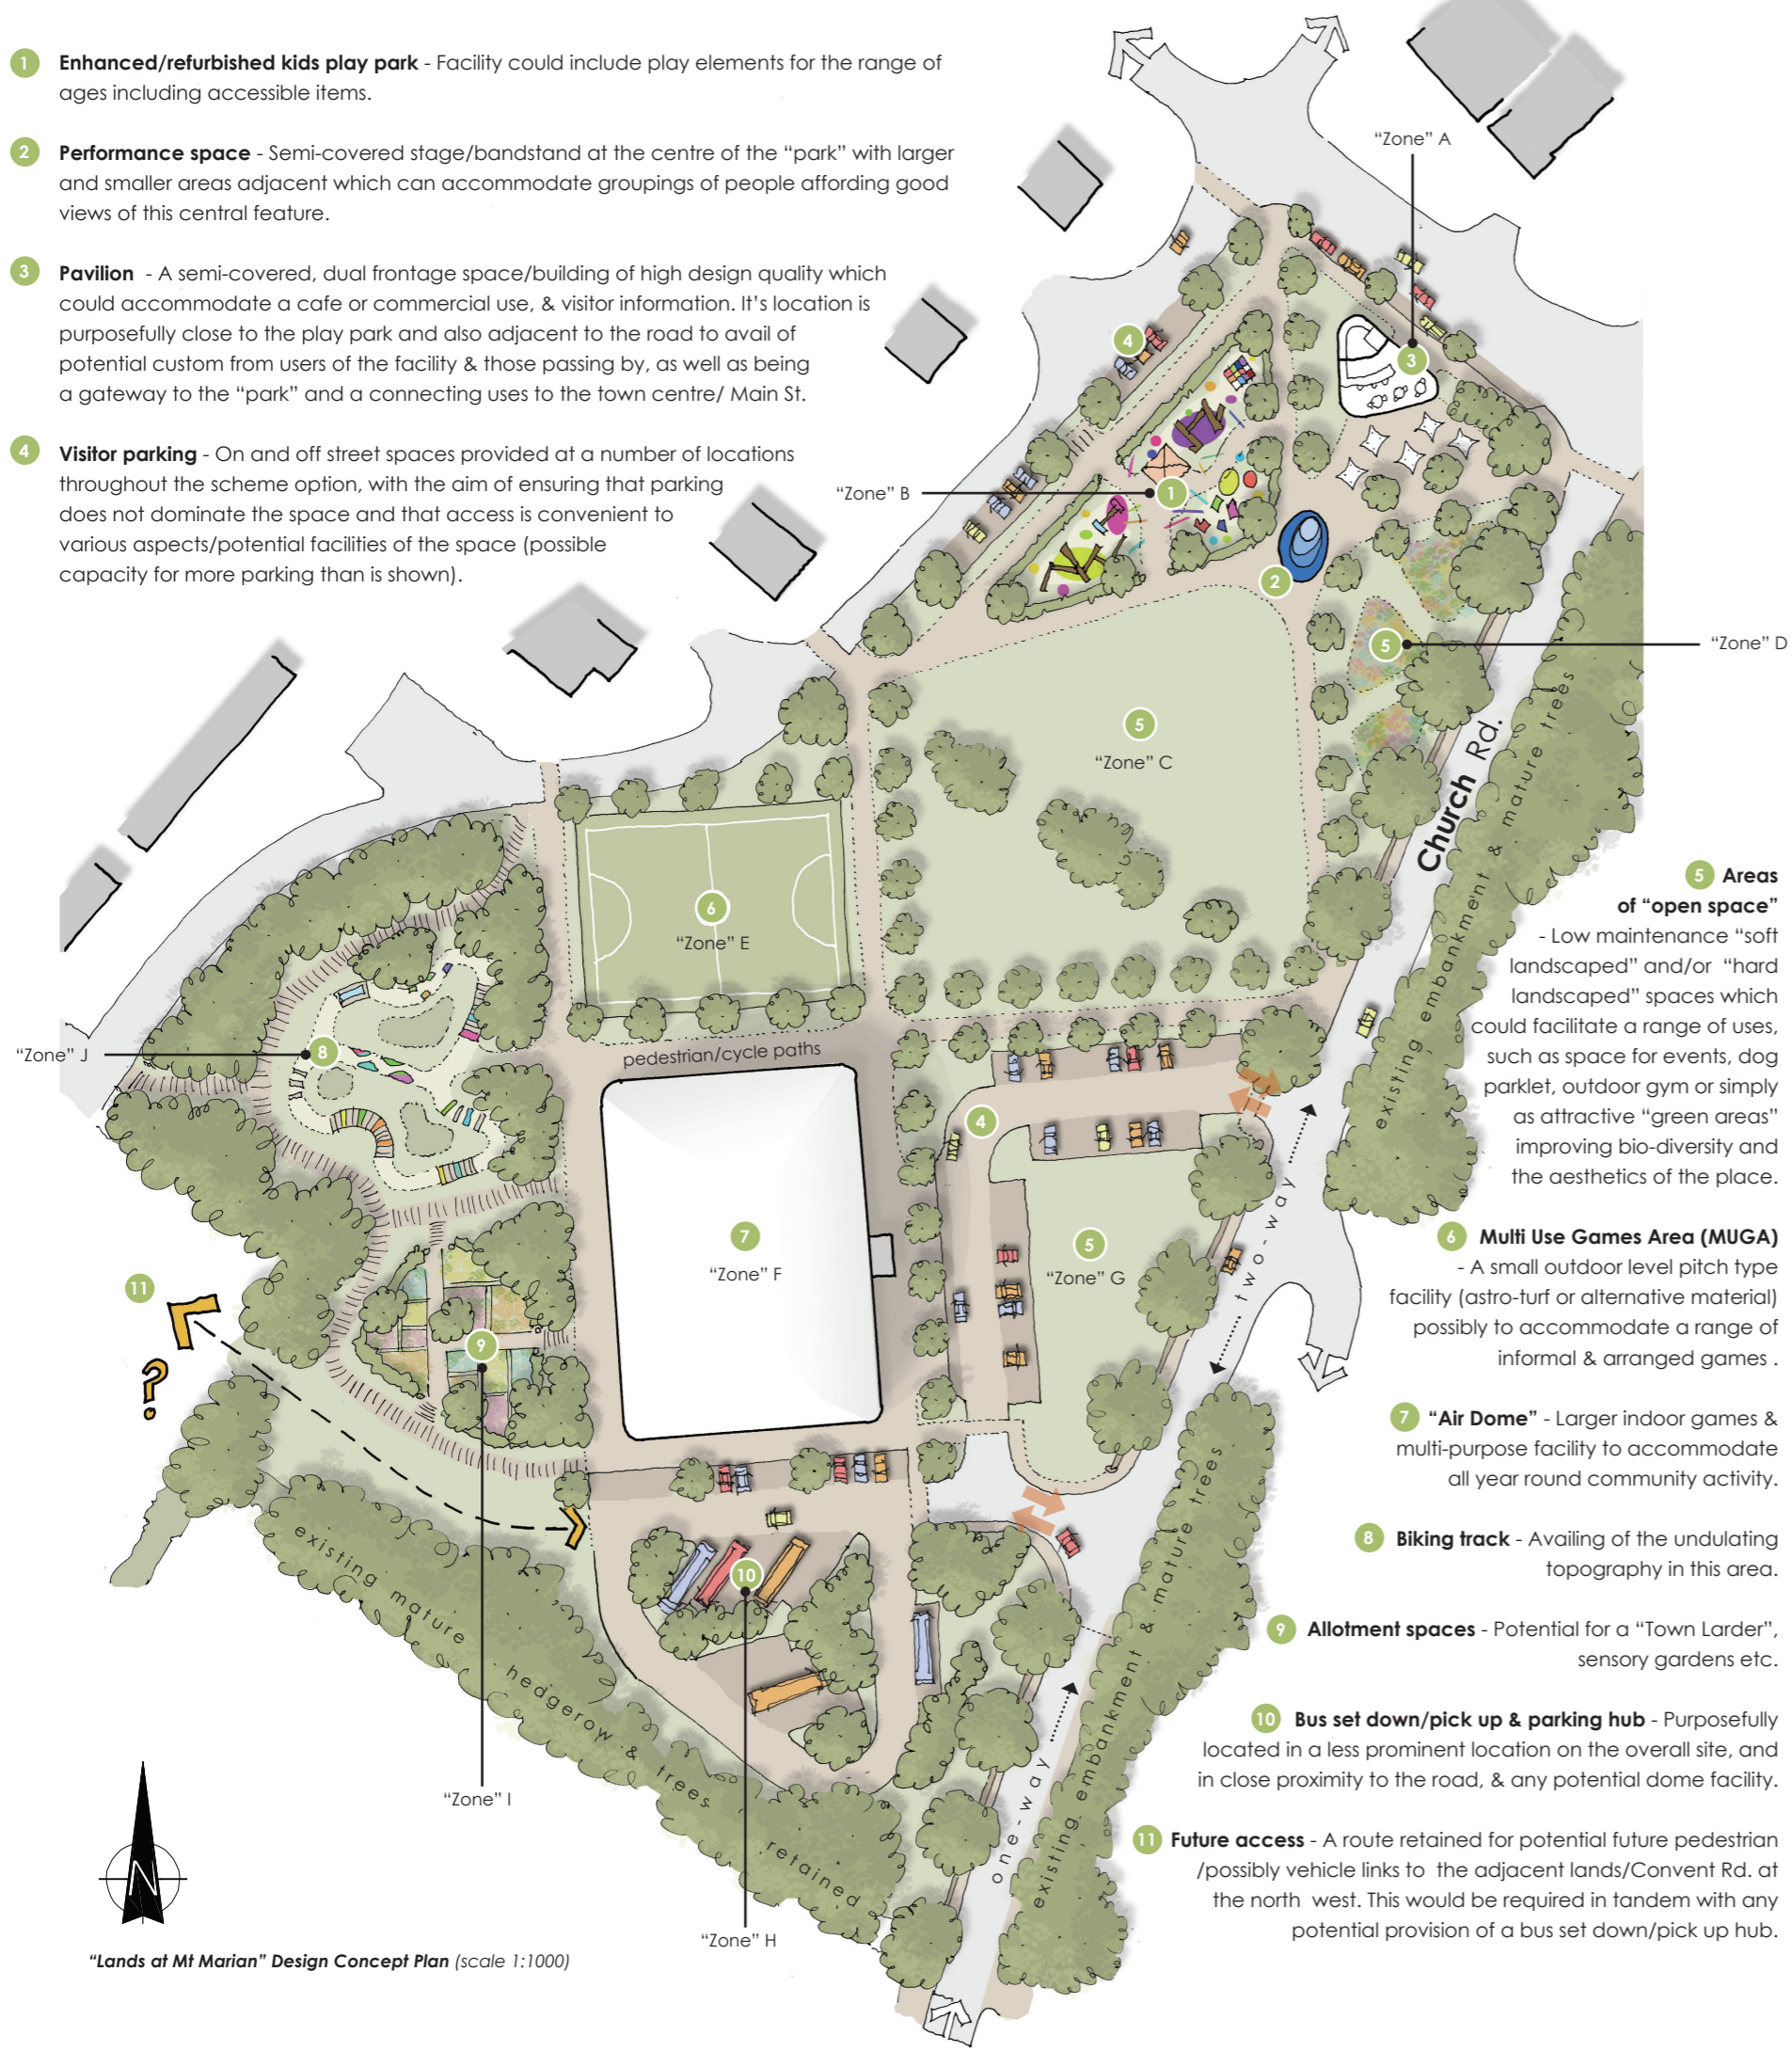 1 Enhanced/refurbished kids play park - Facility could include play elements for the range of
ages including accessible items.
2 Performance space - Semi-covered stage/bandstand at the centre of the “park” with larger
and smaller areas adjacent which can accommodate groupings of people affording good
views of this central feature.
3 Pavilion - A semi-covered, dual frontage space/building of high design quality which
could accommodate a cafe or commercial use, & visitor information. It’s location is
purposefully close to the play park and also adjacent to the road to avail of
potential custom from users of the facility & those passing by, as well as being
a gateway to the “park” and a connecting uses to the town centre/ Main St.
4 Visitor parking - On and off street spaces provided at a number of locations
throughout the scheme option, with the aim of ensuring that parking
does not dominate the space and that access is convenient to
various aspects/potential facilities of the space (possible
capacity for more parking than is shown).
“Zone” A
3
4
“Zone” B
1
2
5
“Zone” D
5
“Zone” C
Church Rd.
existing embankment & mature trees
6
“Zone” E
“Zone” J
8
pedestrian/cycle paths
4
7
“Zone” F
5
“Zone” G
two-way
11
?
9
“Zone” I
10
“Zone” H
existing mature hedgerow & trees retained
one-way
existing embankment & mature trees
5 Areas
of “open space”
- Low maintenance “soft
landscaped” and/or “hard
landscaped” spaces which
could facilitate a range of uses,
such as space for events, dog
parklet, outdoor gym or simply
as attractive “green areas”
improving bio-diversity and
the aesthetics of the place.
6 Multi Use Games Area (MUGA)
- A small outdoor level pitch type
facility (astro-turf or alternative material)
possibly to accommodate a range of
informal & arranged games .
7 “Air Dome” - Larger indoor games &
multi-purpose facility to accommodate
all year round community activity.
8 Biking track - Availing of the undulating
topography in this area.
9 Allotment spaces - Potential for a “Town Larder”,
sensory gardens etc.
10 Bus set down/pick up & parking hub - Purposefully
located in a less prominent location on the overall site, and
in close proximity to the road, & any potential dome facility.
11 Future access - A route retained for potential future pedestrian
/possibly vehicle links to the adjacent lands/Convent Rd. at
the north west. This would be required in tandem with any
potential provision of a bus set down/pick up hub.
N
“Lands at Mt Marian” Design Concept Plan (scale 1:1000)